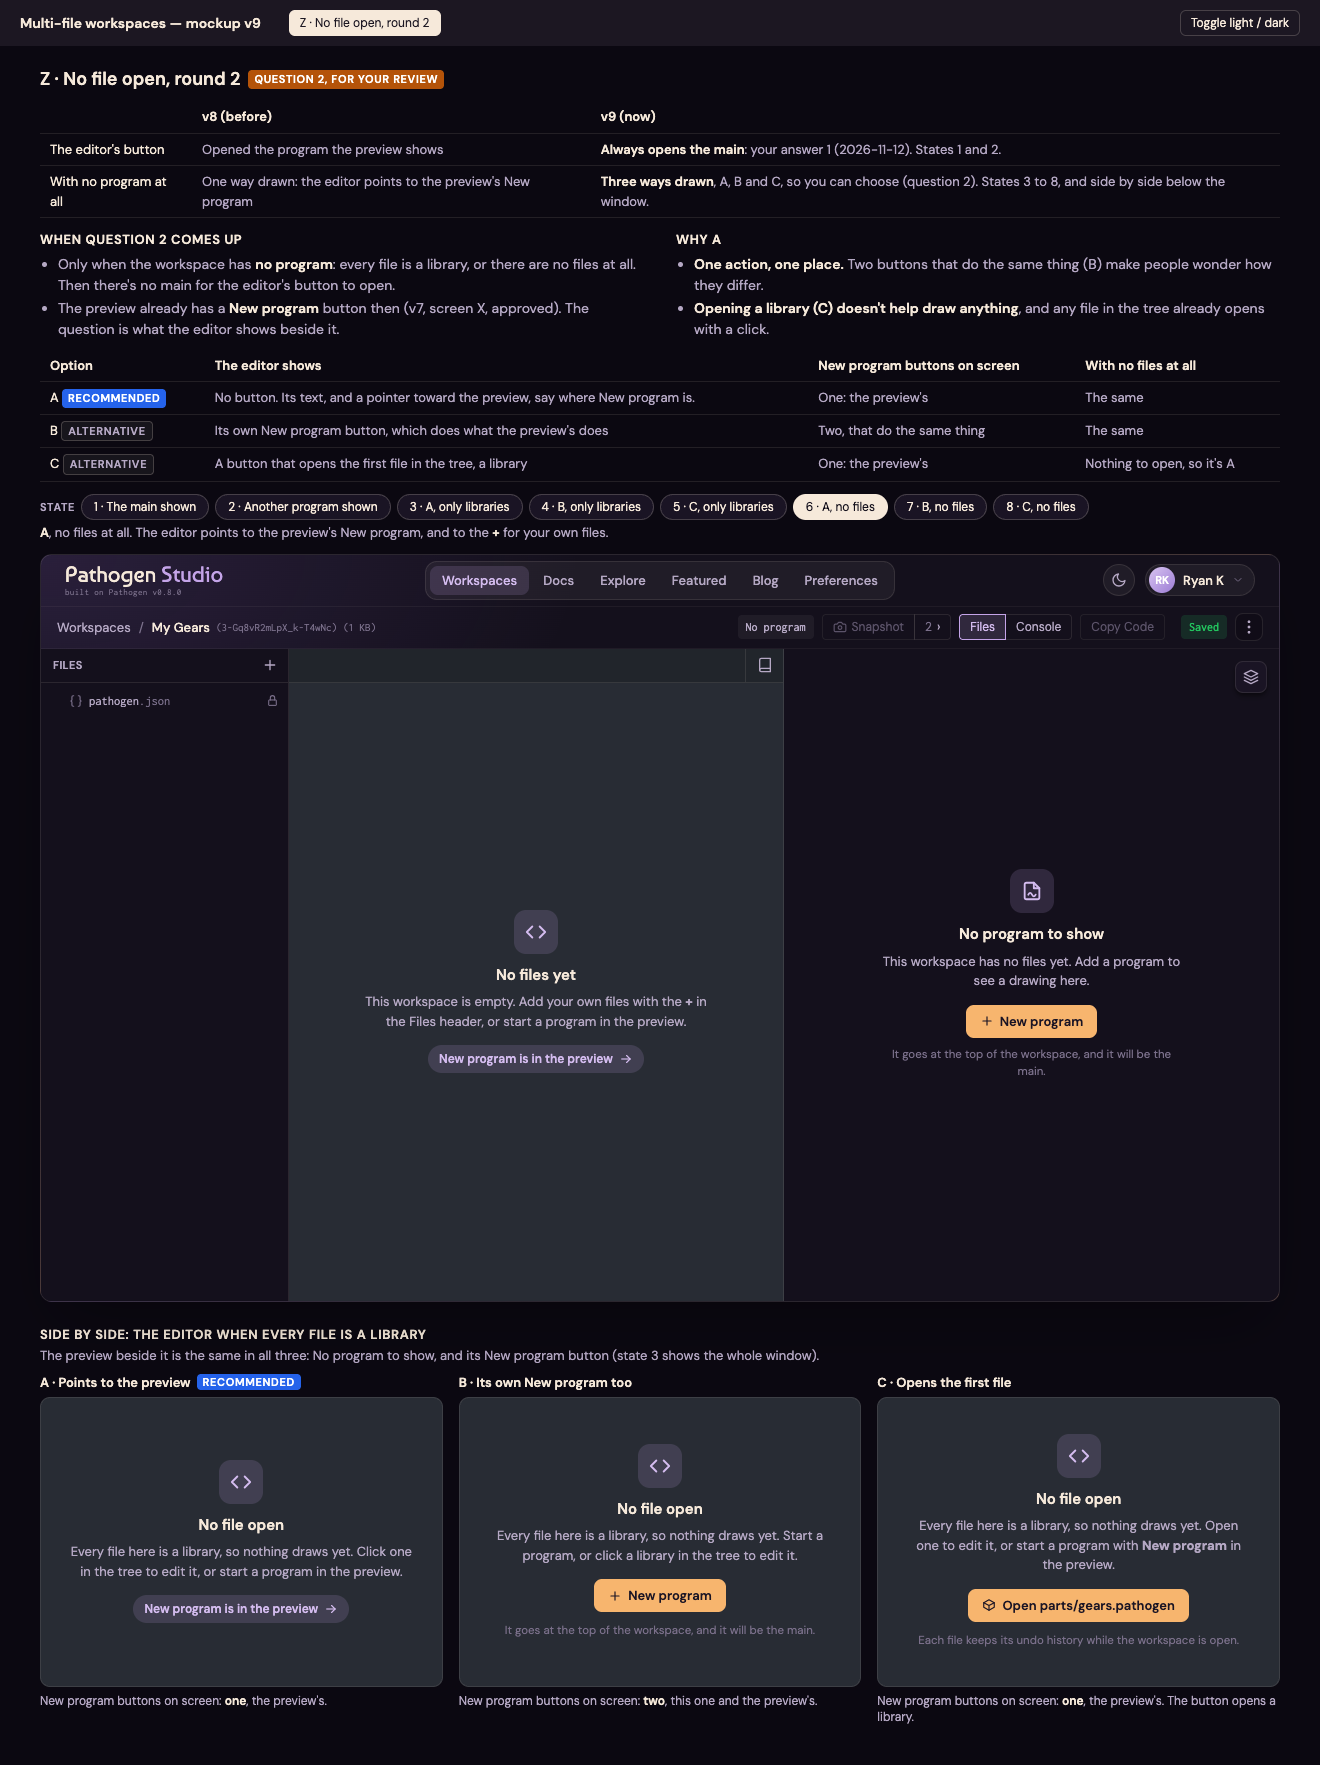 Multi-file workspaces — mockup v9
Z · No file open, round 2
Toggle light / dark
Z · No file open, round 2 QUESTION 2, FOR YOUR REVIEW
v8 (before) v9 (now)
The editor's button Opened the program the preview shows Always opens the main: your answer 1 (2026-11-12). States 1 and 2.
With no program at all One way drawn: the editor points to the preview's New program Three ways drawn, A, B and C, so you can choose (question 2). States 3 to 8, and side by side below the window.
WHEN QUESTION 2 COMES UP
• Only when the workspace has no program: every file is a library, or there are no files at all.
Then there's no main for the editor's button to open.
• The preview already has a New program button then (v7, screen X, approved). The
question is what the editor shows beside it.
WHY A
• One action, one place. Two buttons that do the same thing (B) make people wonder how
they differ.
• Opening a library (C) doesn't help draw anything, and any file in the tree already opens
with a click.
Option The editor shows New program buttons on screen With no files at all
A RECOMMENDED No button. Its text, and a pointer toward the preview, say where New program is. One: the preview's The same
B ALTERNATIVE Its own New program button, which does what the preview's does Two, that do the same thing The same
C ALTERNATIVE A button that opens the first file in the tree, a library One: the preview's Nothing to open, so it's A
STATE 1 · The main shown 2 · Another program shown 3 · A, only libraries 4 · B, only libraries 5 · C, only libraries 6 · A, no files 7 · B, no files 8 · C, no files
A, no files at all. The editor points to the preview's New program, and to the + for your own files.
Pathogen Studio
built on Pathogen v0.8.0
Workspaces Docs Explore Featured Blog Preferences
RK Ryan K
Workspaces / My Gears (3-Gq8vR2mLpX_k-T4wNc) (1 KB)
No program Snapshot 2 › Files Console Copy Code Saved
FILES +
{} pathogen.json
No files yet
This workspace is empty. Add your own files with the + in
the Files header, or start a program in the preview.
New program is in the preview →
No program to show
This workspace has no files yet. Add a program to
see a drawing here.
+ New program
It goes at the top of the workspace, and it will be the
main.
SIDE BY SIDE: THE EDITOR WHEN EVERY FILE IS A LIBRARY
The preview beside it is the same in all three: No program to show, and its New program button (state 3 shows the whole window).
A · Points to the preview RECOMMENDED
No file open
Every file here is a library, so nothing draws yet. Click one
in the tree to edit it, or start a program in the preview.
New program is in the preview →
New program buttons on screen: one, the preview's.
B · Its own New program too
No file open
Every file here is a library, so nothing draws yet. Start a
program, or click a library in the tree to edit it.
+ New program
It goes at the top of the workspace, and it will be the main.
New program buttons on screen: two, this one and the preview's.
C · Opens the first file
No file open
Every file here is a library, so nothing draws yet. Open
one to edit it, or start a program with New program in
the preview.
Open parts/gears.pathogen
Each file keeps its undo history while the workspace is open.
New program buttons on screen: one, the preview's. The button opens a
library.